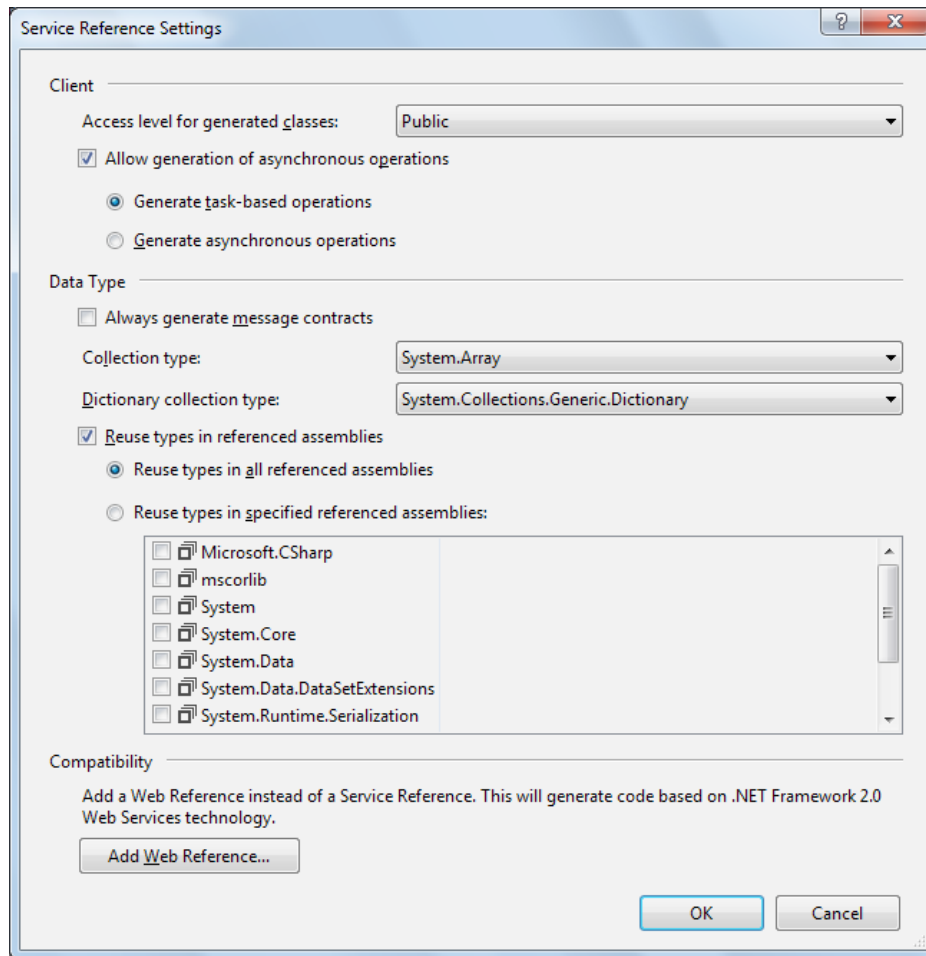 Service Reference Settings
Client
Access level for generated classes: Public
Allow generation of asynchronous operations
Generate task-based operations
Generate asynchronous operations
Data Type
Always generate message contracts
Collection type: System.Array
Dictionary collection type: System.Collections.Generic.Dictionary
Reuse types in referenced assemblies
Reuse types in all referenced assemblies
Reuse types in specified referenced assemblies:
Microsoft.CSharp
mscorlib
System
System.Core
System.Data
System.Data.DataSetExtensions
System.Runtime.Serialization
Compatibility
Add a Web Reference instead of a Service Reference. This will generate code based on .NET Framework 2.0
Web Services technology.
Add Web Reference...
OK Cancel